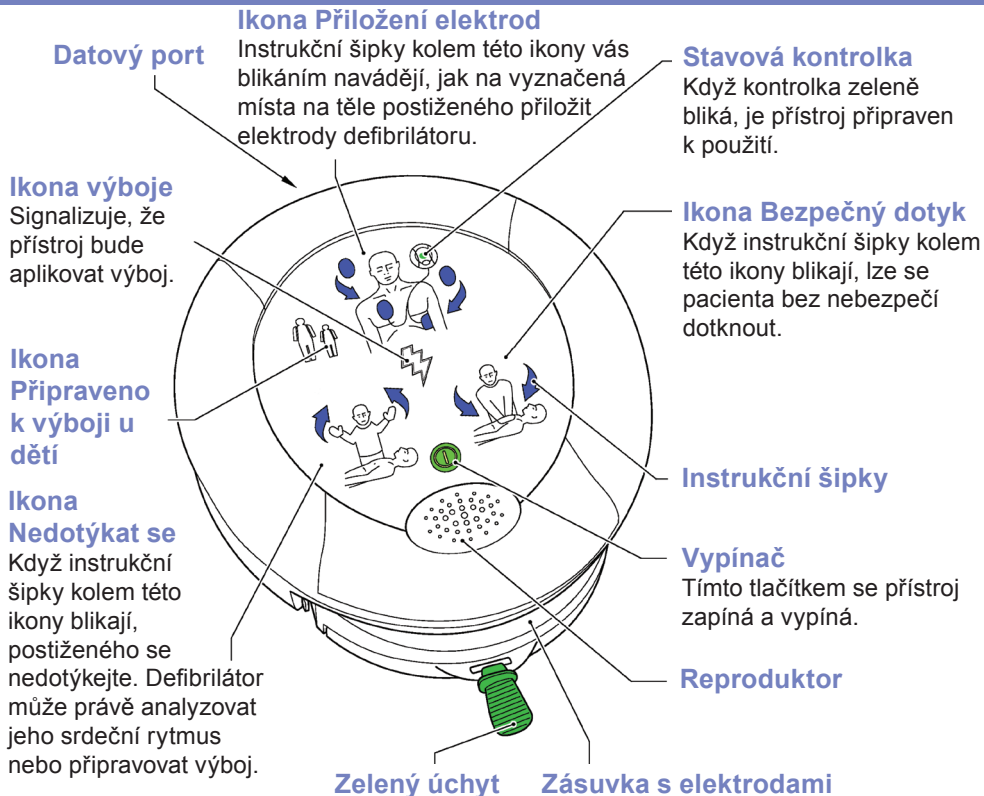 Ikona Přiložení elektrod
Instrukční šipky kolem této ikony vás
blikáním navádějí, jak na vyznačená
místa na těle postiženého přiložit
elektrody defibrilátoru.
Datový port
Stavová kontrolka
Když kontrolka zeleně
bliká, je přístroj připraven
k použití.
Ikona výboje
Signalizuje, že
přístroj bude
aplikovat výboj.
Ikona Bezpečný dotyk
Když instrukční šipky kolem
této ikony blikají, lze se
pacienta bez nebezpečí
dotknout.
Ikona
Připraveno
k výboji u
dětí
Instrukční šipky
Ikona
Nedotýkat se
Když instrukční
šipky kolem této
ikony blikají,
postiženého se
nedotýkejte. Defibrilátor
může právě analyzovat
jeho srdeční rytmus
nebo připravovat výboj.
Vypínač
Tímto tlačítkem se přístroj
zapíná a vypíná.
Reproduktor
Zelený úchyt
Zásuvka s elektrodami